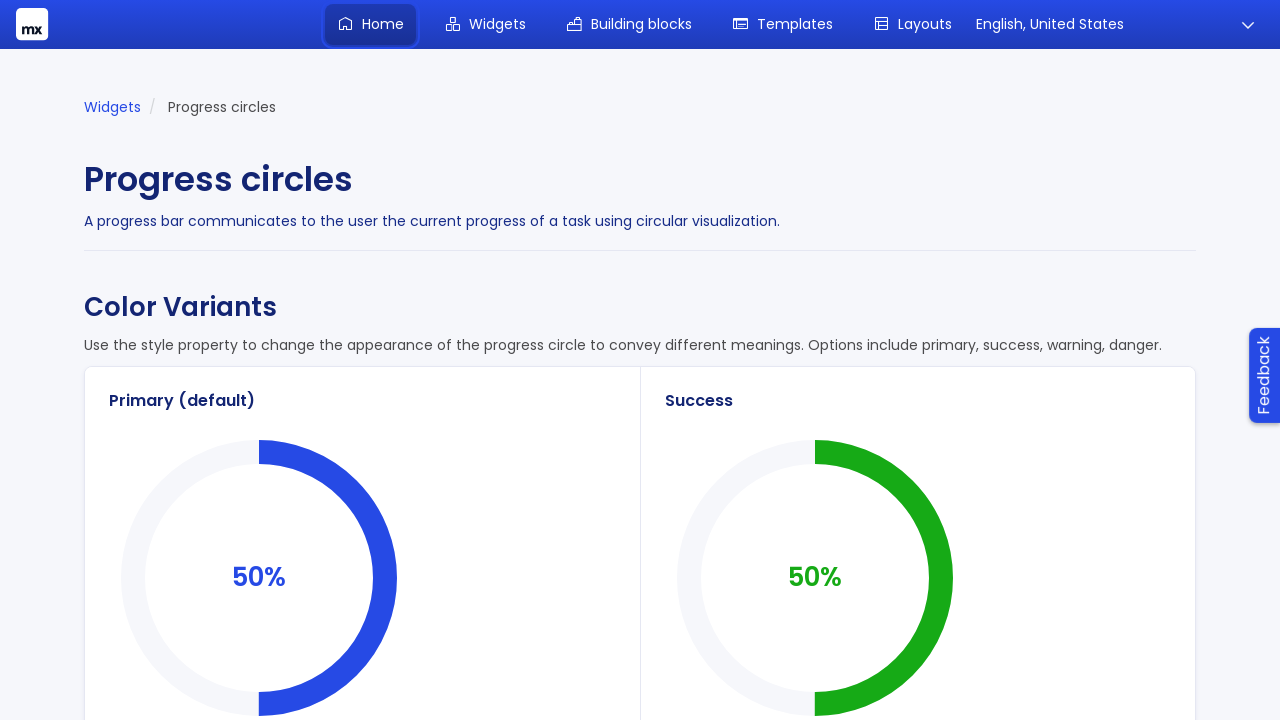 mx
Home
Widgets
Building blocks
Templates
Layouts
English, United States
Widgets / Progress circles
Progress circles
A progress bar communicates to the user the current progress of a task using circular visualization.
Color Variants
Use the style property to change the appearance of the progress circle to convey different meanings. Options include primary, success, warning, danger.
Feedback
Primary (default)
Success
50%
50%